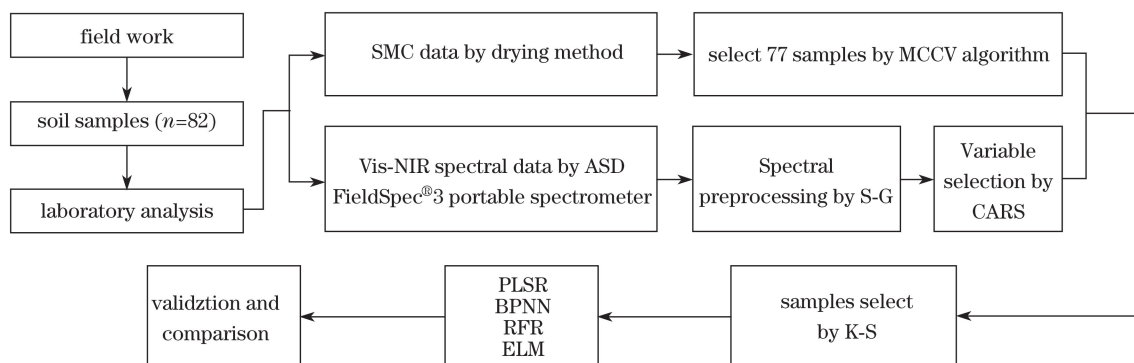 field work
soil samples (n=82)
laboratory analysis
SMC data by drying method
select 77 samples by MCCV algorithm
Vis-NIR spectral data by ASD
FieldSpec®3 portable spectrometer
Spectral
preprocessing by S-G
Variable
selection by
CARS
samples select
by K-S
PLSR
BPNN
RFR
ELM
validztion and
comparison